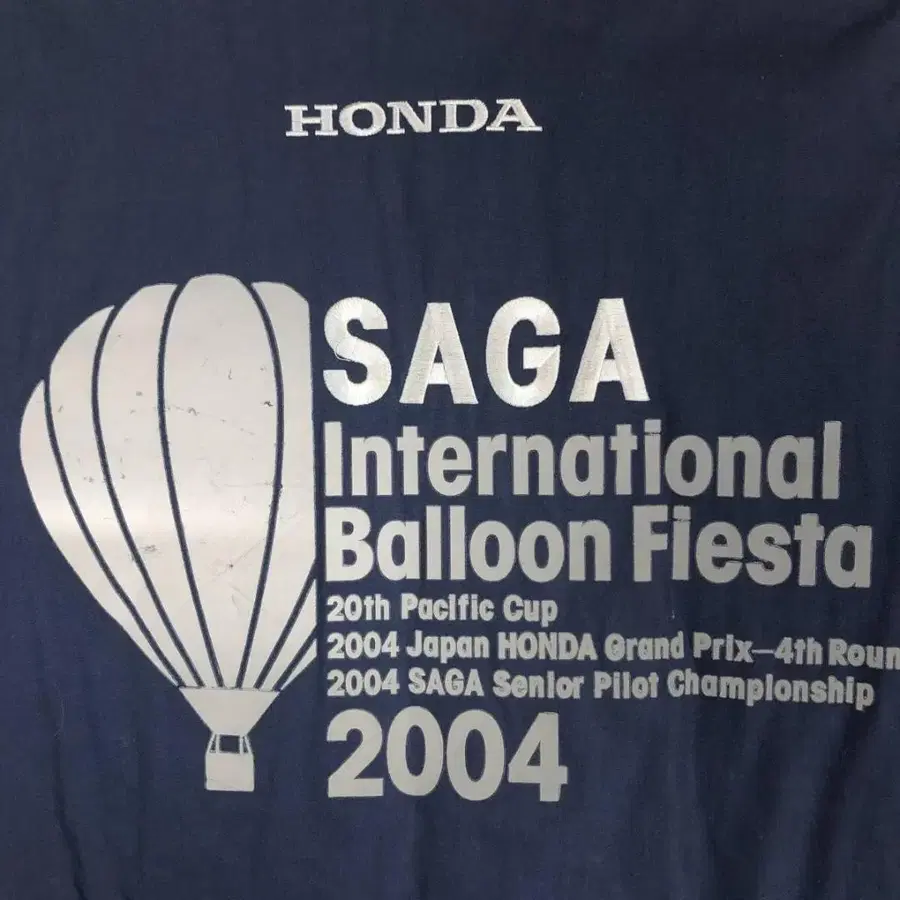 HONDA
SAGA
International
Balloon Fiesta
20th Pacific Cup
2004 Japan HONDA Grand Prix–4th Roun
2004 SAGA Senior Pilot Championship
2004